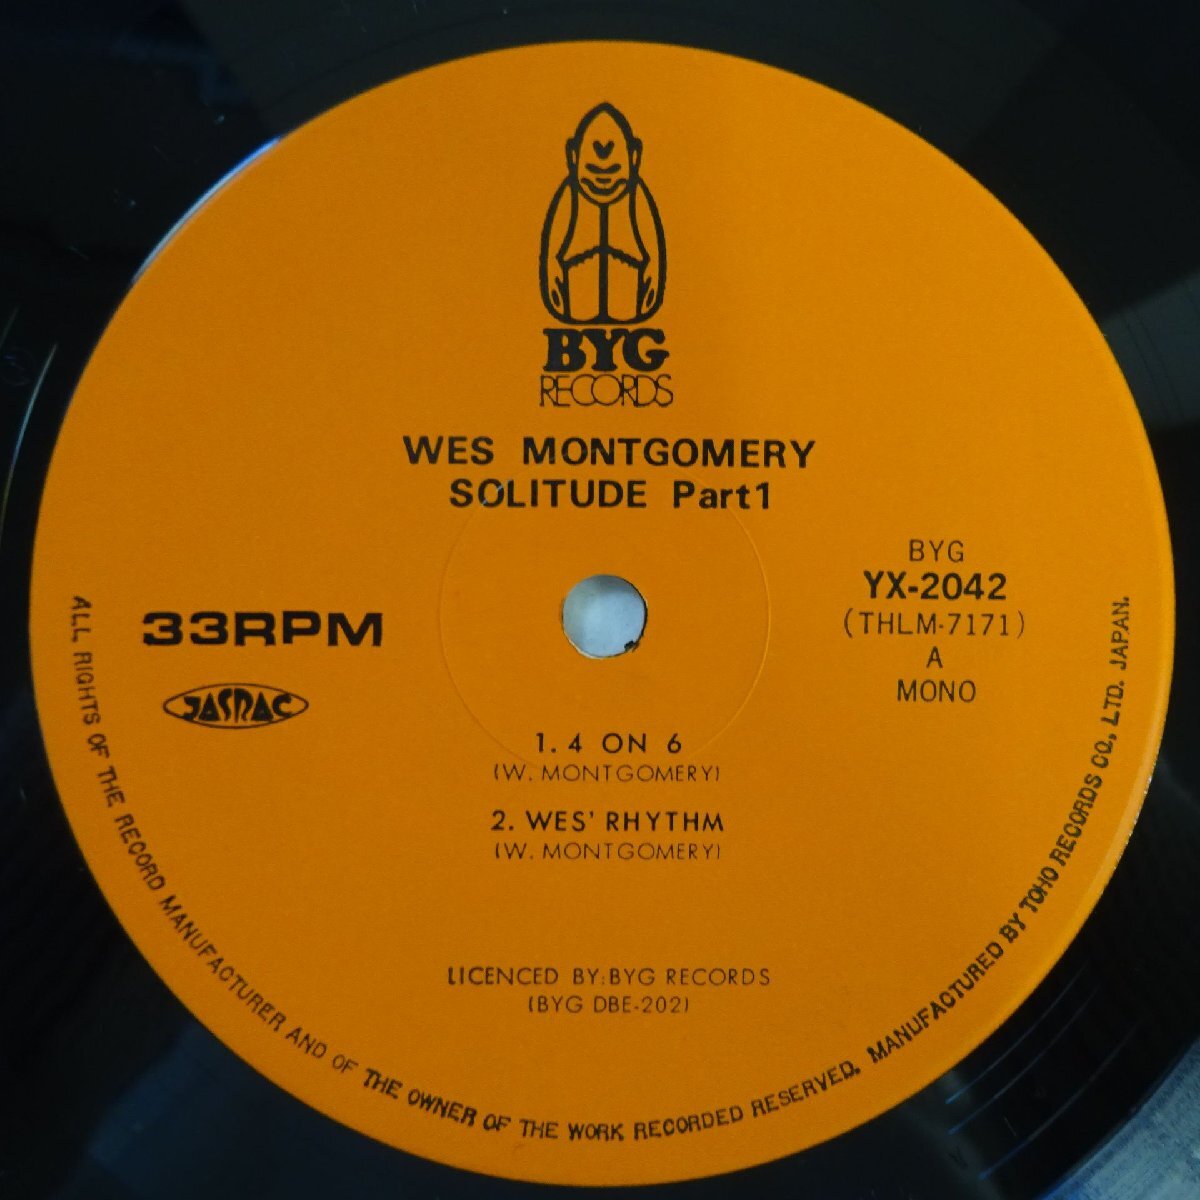 BYG
RECORDS
WES MONTGOMERY
SOLITUDE Part1
BYG
YX-2042
(THLM-7171)
A
MONO
33RPM
JASRAC
1. 4 ON 6
(W. MONTGOMERY)
2. WES' RHYTHM
(W. MONTGOMERY)
LICENCED BY:BYG RECORDS
(BYG DBE-202)
ALL RIGHTS OF THE RECORD MANUFACTURER AND OF THE OWNER OF THE WORK RECORDED RESERVED. MANUFACTURED BY TOHO RECORDS CO., LTD. JAPAN.